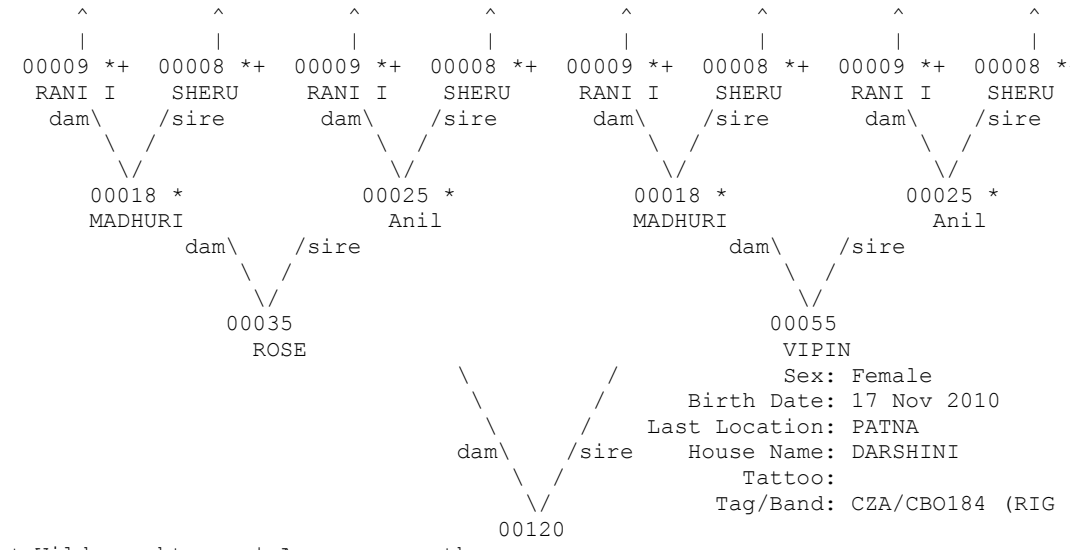 ^ ^ ^ ^ ^ ^ ^ ^
| | | | | | | |
00009 *+ 00008 *+ 00009 *+ 00008 *+ 00009 *+ 00008 *+ 00009 *+ 00008 *
RANI I SHERU RANI I SHERU RANI I SHERU RANI I SHERU
dam\ /sire dam\ /sire dam\ /sire dam\ /sire
\ / \ / \ / \ /
\/ \/ \/ \/
00018 * 00025 * 00018 * 00025 *
MADHURI Anil MADHURI Anil
dam\ /sire dam\ /sire
\ / \ /
\/ \/
00035 00055
ROSE VIPIN
\ / Sex: Female
\ / Birth Date: 17 Nov 2010
\ / Last Location: PATNA
dam\ /sire House Name: DARSHINI
\ / Tattoo:
\/ Tag/Band: CZA/CBO184 (RIG
00120